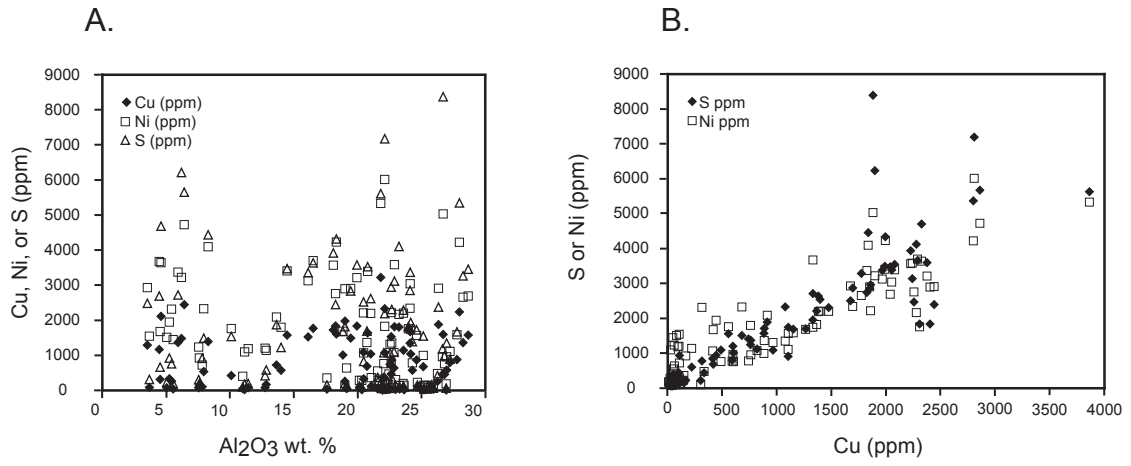 A.
9000
8000
7000
6000
5000
4000
3000
2000
1000
0
Cu, Ni, or S (ppm)
Cu (ppm)
Ni (ppm)
S (ppm)
0 5 10 15 20 25 30
Al2O3 wt. %
B.
9000
8000
7000
6000
5000
4000
3000
2000
1000
0
S or Ni (ppm)
S ppm
Ni ppm
0 500 1000 1500 2000 2500 3000 3500 4000
Cu (ppm)